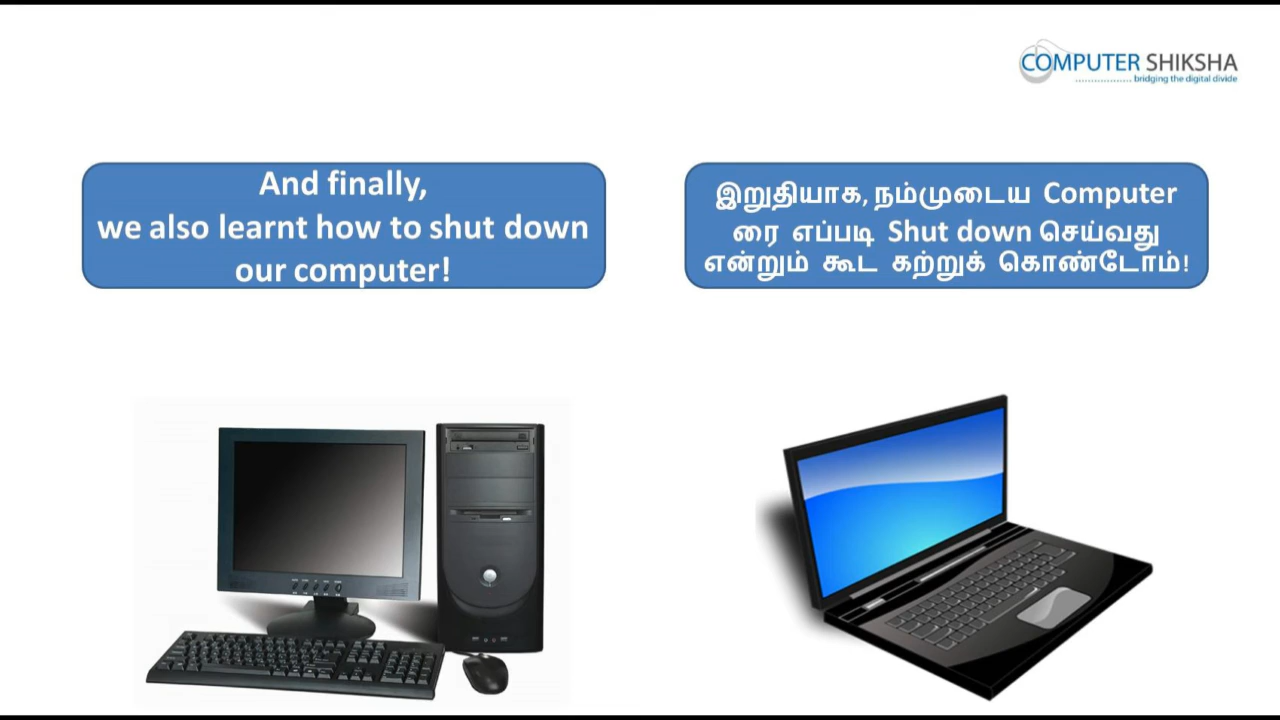 COMPUTER SHIKSHA
bridging the digital divide
And finally,
we also learnt how to shut down
our computer!
இறுதியாக, நம்முடைய Computer
ரை எப்படி Shut down செய்வது
என்றும் கூட கற்றுக் கொண்டோம்!